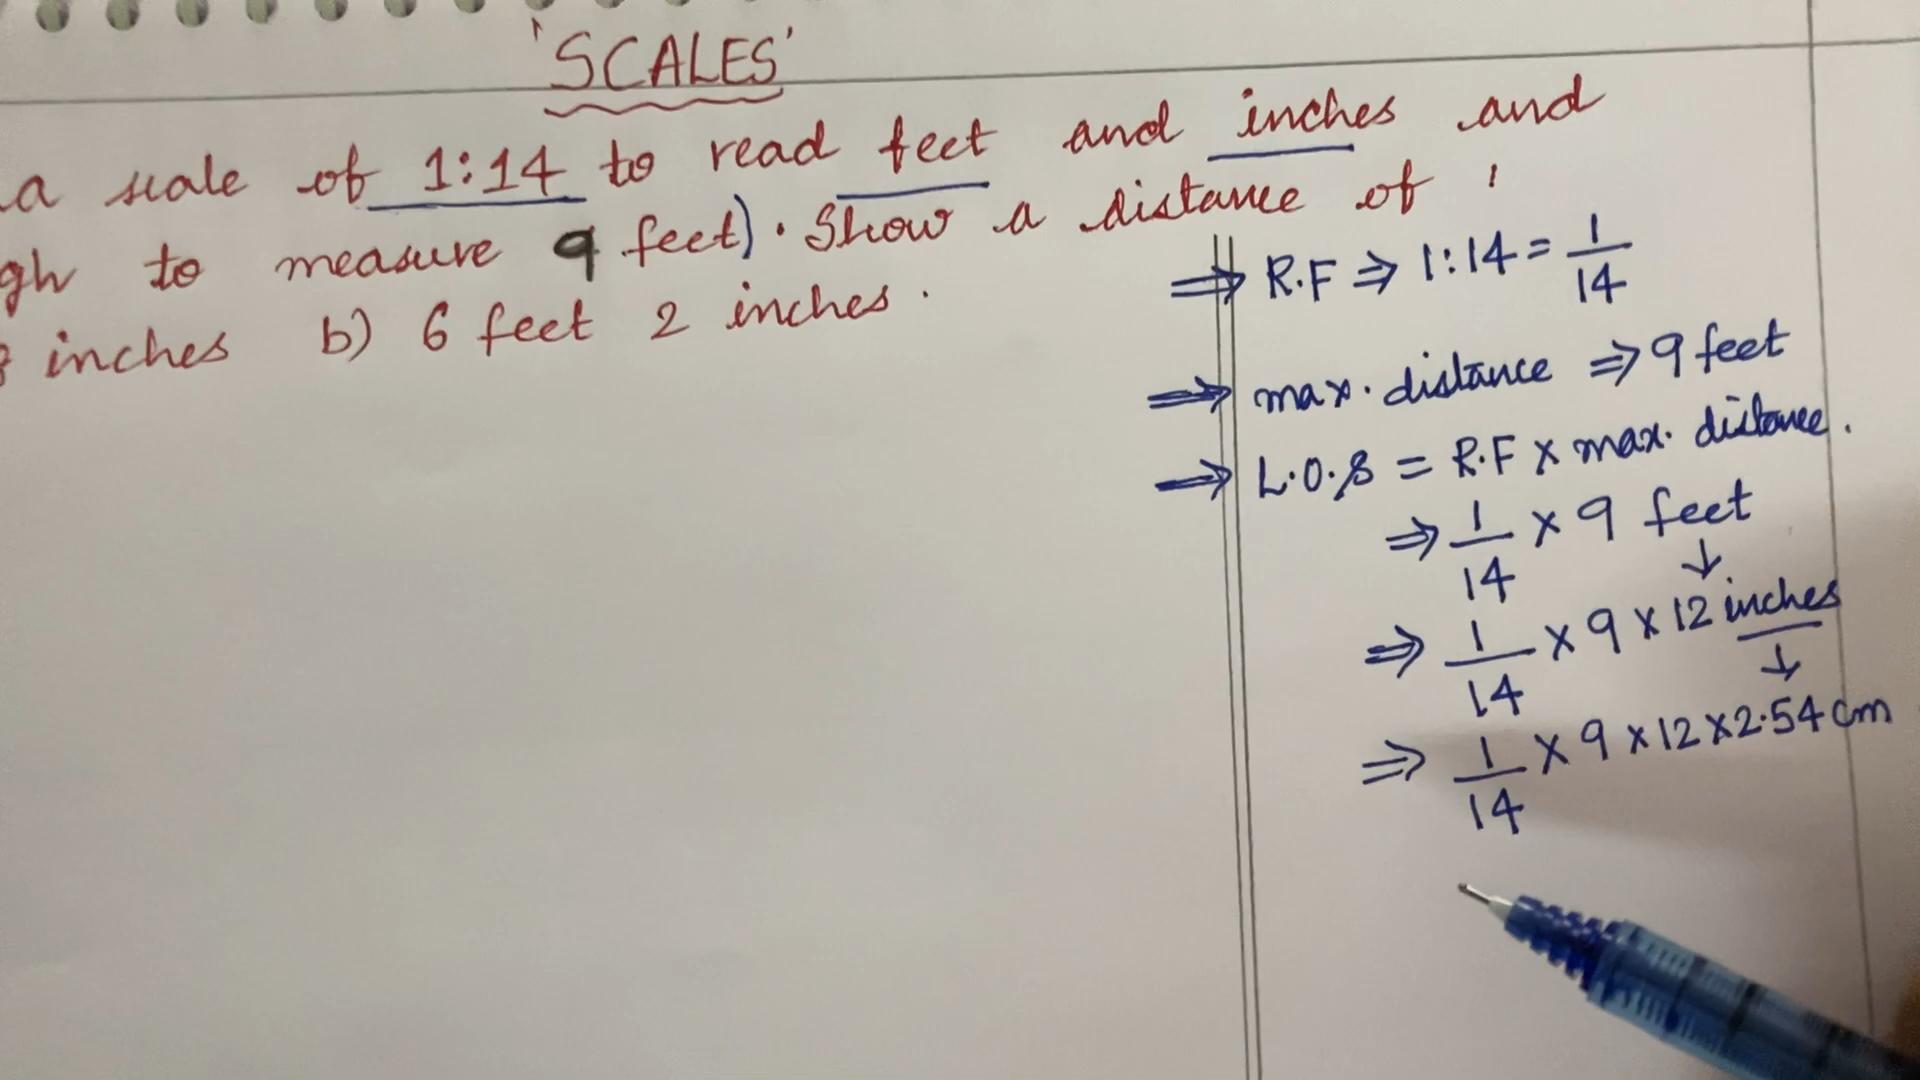 'SCALES'
a scale of 1:14 to read feet and inches and
gh to measure 9 feet). Show a distance of
inches b) 6 feet 2 inches.
⇒ R.F ⇒ 1:14 = 1/14
⇒ max. distance ⇒ 9 feet
⇒ L.O.S = R.F × max. distance.
⇒ 1/14 × 9 feet
↓
⇒ 1/14 × 9 × 12 inches
↓
⇒ 1/14 × 9 × 12 × 2.54 cm